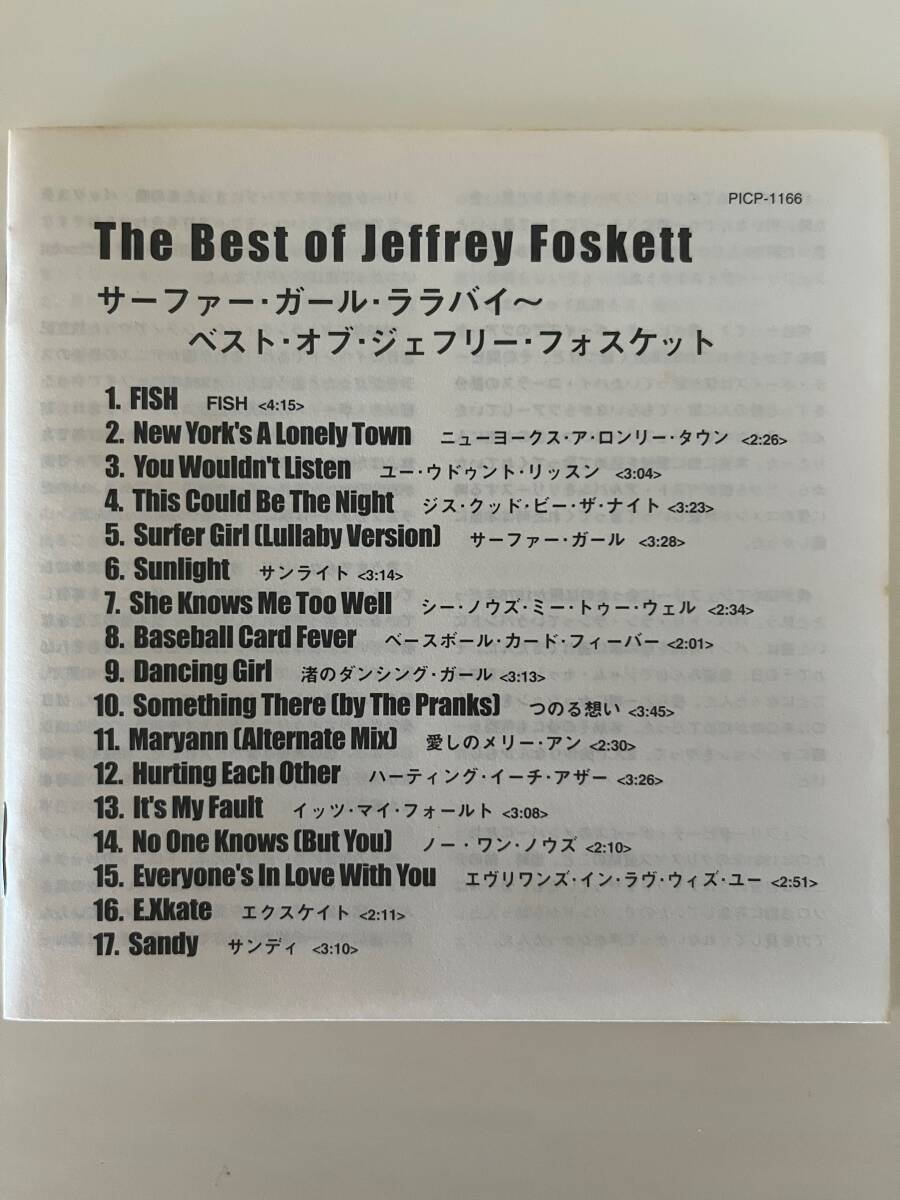 PICP-1166
The Best of Jeffrey Foskett
サーファー・ガール・ララバイ〜
ベスト・オブ・ジェフリー・フォスケット
1. FISH FISH <4:15>
2. New York's A Lonely Town ニューヨークス・ア・ロンリー・タウン <2:26>
3. You Wouldn't Listen ユー・ウドゥント・リッスン <3:04>
4. This Could Be The Night ジス・クッド・ビー・ザ・ナイト <3:23>
5. Surfer Girl (Lullaby Version) サーファー・ガール <3:28>
6. Sunlight サンライト <3:14>
7. She Knows Me Too Well シー・ノウズ・ミー・トゥー・ウェル <2:34>
8. Baseball Card Fever ベースボール・カード・フィーバー <2:01>
9. Dancing Girl 渚のダンシング・ガール <3:13>
10. Something There (by The Pranks) つのる想い <3:45>
11. Maryann (Alternate Mix) 愛しのメリー・アン <2:30>
12. Hurting Each Other ハーティング・イーチ・アザー <3:26>
13. It's My Fault イッツ・マイ・フォールト <3:08>
14. No One Knows (But You) ノー・ワン・ノウズ <2:10>
15. Everyone's In Love With You エヴリワンズ・イン・ラヴ・ウィズ・ユー <2:51>
16. E.Xkate エクスケイト <2:11>
17. Sandy サンディ <3:10>